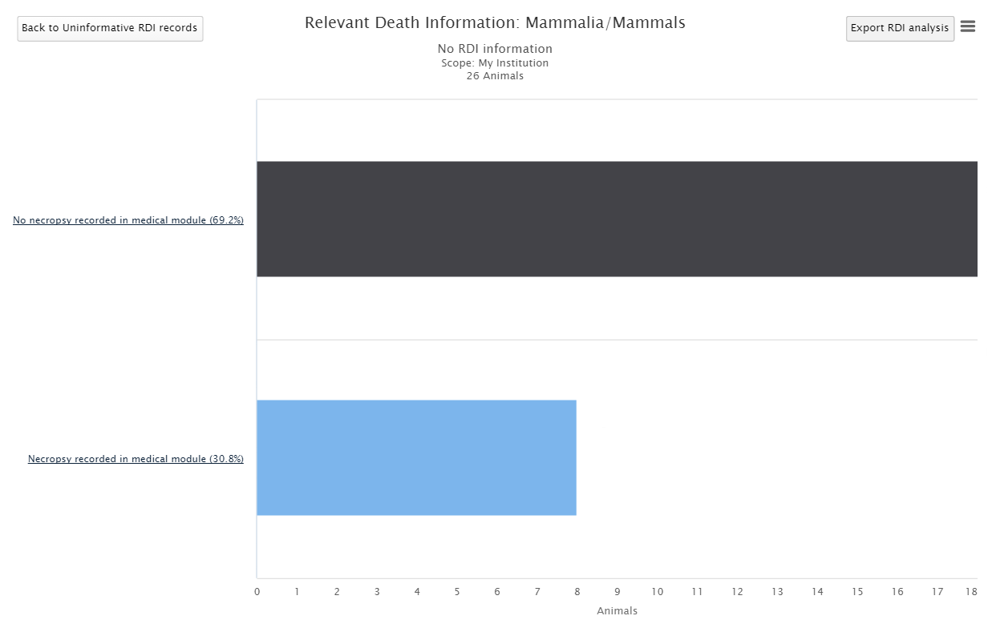 Back to Uninformative RDI records
Relevant Death Information: Mammalia/Mammals
Export RDI analysis
No RDI information
Scope: My Institution
26 Animals
No necropsy recorded in medical module (69.2%)
Necropsy recorded in medical module (30.8%)
0 1 2 3 4 5 6 7 8 9 10 11 12 13 14 15 16 17 18
Animals